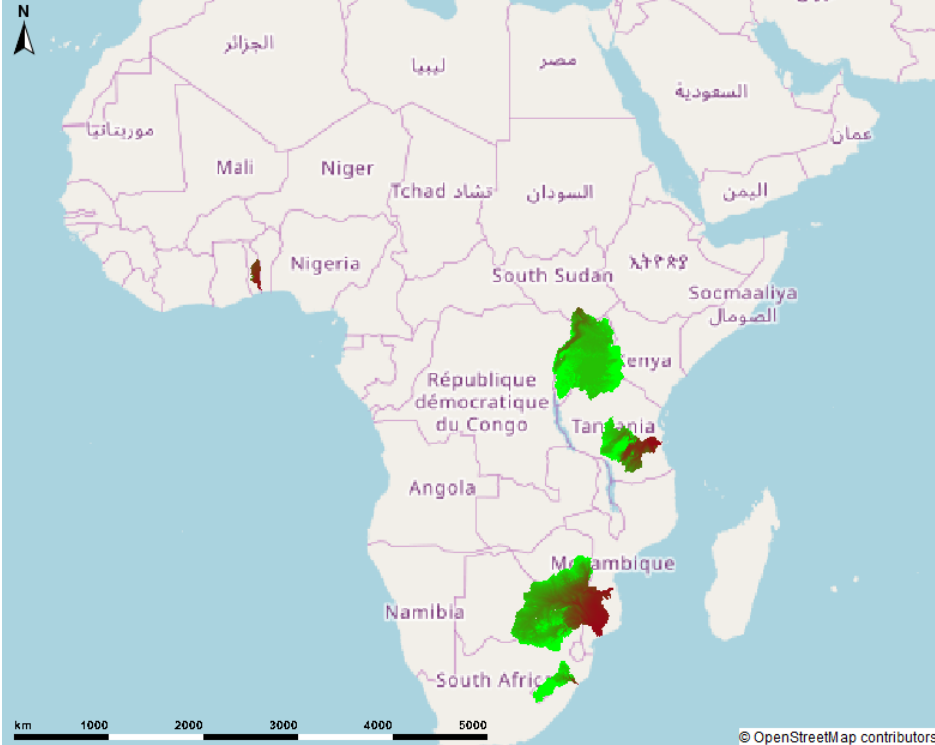 N
الجزائر
ليبيا
مصر
السعودية
عمان
موريتانيا
Mali
Niger
Tchad تشاد
السودان
اليمن
Nigeria
South Sudan
ኢትዮጵያ
Soomaaliya
الصومال
Kenya
République
démocratique
du Congo
Tanzania
Angola
Mozambique
Namibia
South Africa
km 1000 2000 3000 4000 5000
© OpenStreetMap contributors